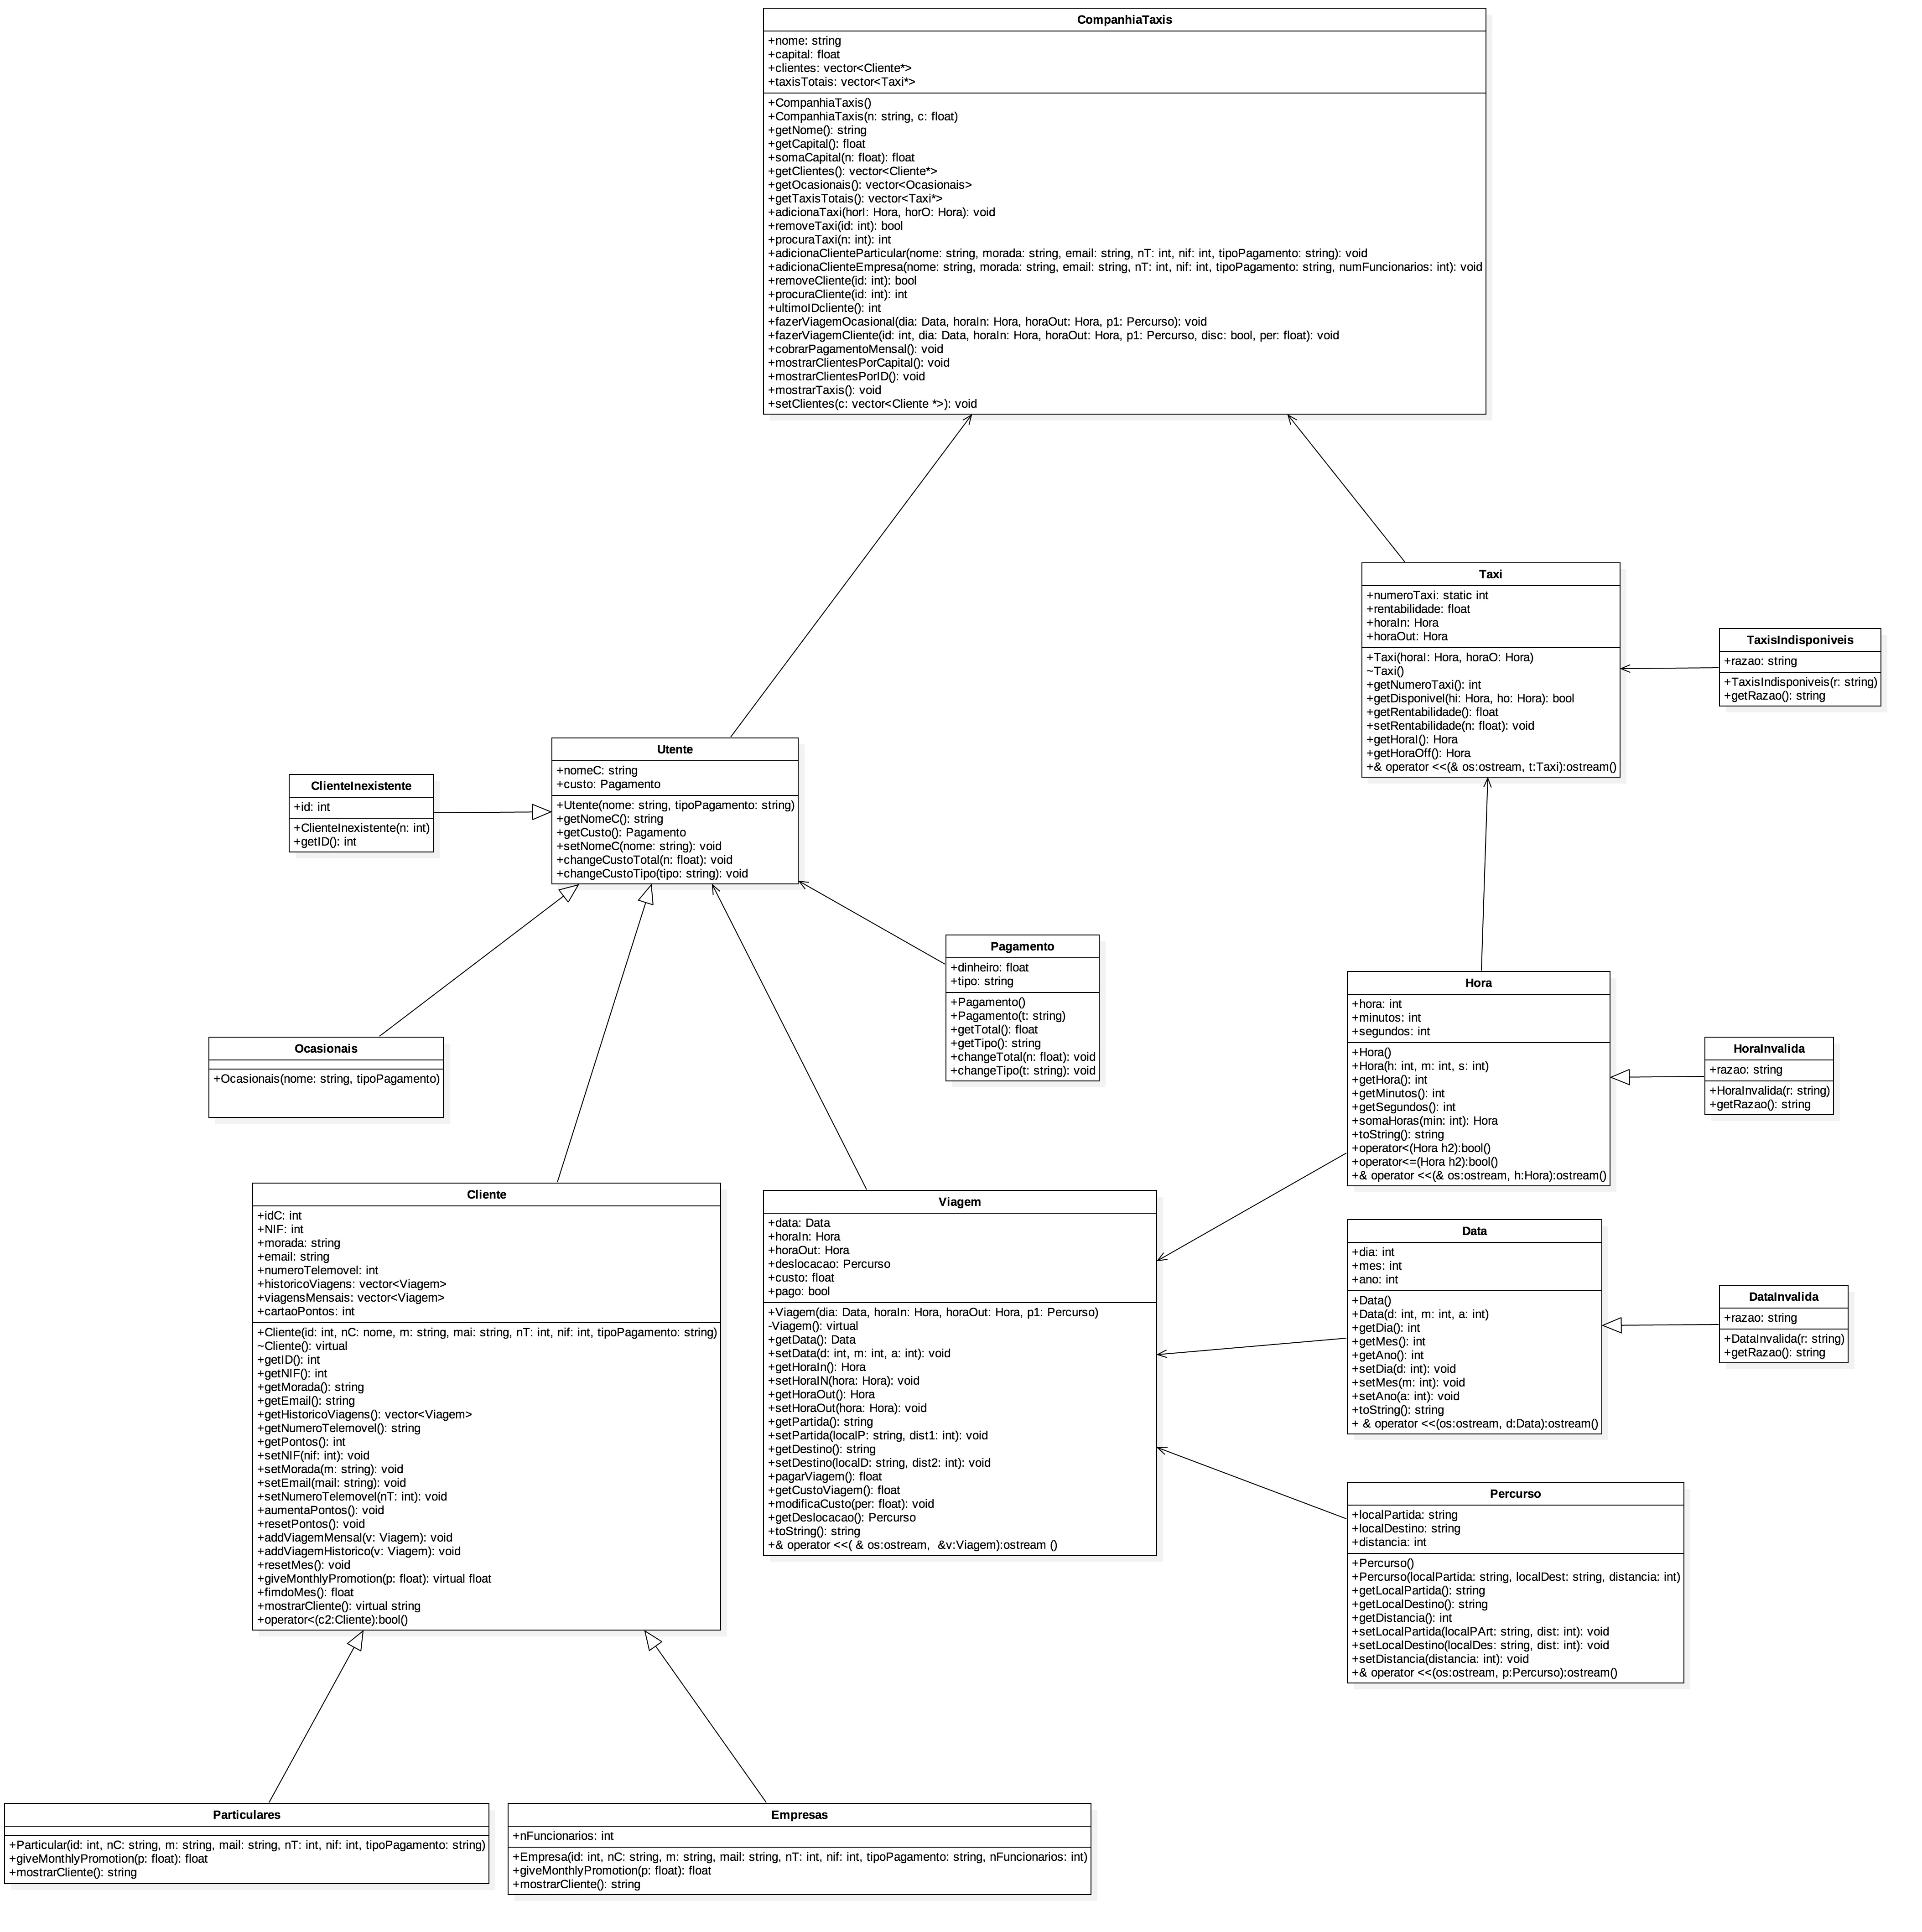 CompanhiaTaxis
+nome: string
+capital: float
+clientes: vector<Cliente*>
+taxisTotais: vector<Taxi*>
+CompanhiaTaxis()
+CompanhiaTaxis(n: string, c: float)
+getNome(): string
+getCapital(): float
+somaCapital(n: float): float
+getClientes(): vector<Cliente*>
+getOcasionais(): vector<Ocasionais>
+getTaxisTotais(): vector<Taxi*>
+adicionaTaxi(horI: Hora, horO: Hora): void
+removeTaxi(id: int): bool
+procuraTaxi(n: int): int
+adicionaClienteParticular(nome: string, morada: string, email: string, nT: int, nif: int, tipoPagamento: string): void
+adicionaClienteEmpresa(nome: string, morada: string, email: string, nT: int, nif: int, tipoPagamento: string, numFuncionarios: int): void
+removeCliente(id: int): bool
+procuraCliente(id: int): int
+ultimoIDcliente(): int
+fazerViagemOcasional(dia: Data, horaIn: Hora, horaOut: Hora, p1: Percurso): void
+fazerViagemCliente(id: int, dia: Data, horaIn: Hora, horaOut: Hora, p1: Percurso, disc: bool, per: float): void
+cobrarPagamentoMensal(): void
+mostrarClientesPorCapital(): void
+mostrarClientesPorID(): void
+mostrarTaxis(): void
+setClientes(c: vector<Cliente *>): void
Taxi
+numeroTaxi: static int
+rentabilidade: float
+horaIn: Hora
+horaOut: Hora
+Taxi(horaI: Hora, horaO: Hora)
~Taxi()
+getNumeroTaxi(): int
+getDisponivel(hi: Hora, ho: Hora): bool
+getRentabilidade(): float
+setRentabilidade(n: float): void
+getHoraI(): Hora
+getHoraOff(): Hora
+& operator <<(& os:ostream, t:Taxi):ostream()
TaxisIndisponiveis
+razao: string
+TaxisIndisponiveis(r: string)
+getRazao(): string
Utente
+nomeC: string
+custo: Pagamento
+Utente(nome: string, tipoPagamento: string)
+getNomeC(): string
+getCusto(): Pagamento
+setNomeC(nome: string): void
+changeCustoTotal(n: float): void
+changeCustoTipo(tipo: string): void
ClienteInexistente
+id: int
+ClienteInexistente(n: int)
+getID(): int
Pagamento
+dinheiro: float
+tipo: string
+Pagamento()
+Pagamento(t: string)
+getTotal(): float
+getTipo(): string
+changeTotal(n: float): void
+changeTipo(t: string): void
Hora
+hora: int
+minutos: int
+segundos: int
+Hora()
+Hora(h: int, m: int, s: int)
+getHora(): int
+getMinutos(): int
+getSegundos(): int
+somaHoras(min: int): Hora
+toString(): string
+operator<(Hora h2):bool()
+operator<=(Hora h2):bool()
+& operator <<(& os:ostream, h:Hora):ostream()
HoraInvalida
+razao: string
+HoraInvalida(r: string)
+getRazao(): string
Ocasionais
+Ocasionais(nome: string, tipoPagamento)
Cliente
+idC: int
+NIF: int
+morada: string
+email: string
+numeroTelemovel: int
+historicoViagens: vector<Viagem>
+viagensMensais: vector<Viagem>
+cartaoPontos: int
+Cliente(id: int, nC: nome, m: string, mai: string, nT: int, nif: int, tipoPagamento: string)
~Cliente(): virtual
+getID(): int
+getNIF(): int
+getMorada(): string
+getEmail(): string
+getHistoricoViagens(): vector<Viagem>
+getNumeroTelemovel(): string
+getPontos(): int
+setNIF(nif: int): void
+setMorada(m: string): void
+setEmail(mail: string): void
+setNumeroTelemovel(nT: int): void
+aumentaPontos(): void
+resetPontos(): void
+addViagemMensal(v: Viagem): void
+addViagemHistorico(v: Viagem): void
+resetMes(): void
+giveMonthlyPromotion(p: float): virtual float
+fimdoMes(): float
+mostrarCliente(): virtual string
+operator<(c2:Cliente):bool()
Viagem
+data: Data
+horaIn: Hora
+horaOut: Hora
+deslocacao: Percurso
+custo: float
+pago: bool
+Viagem(dia: Data, horaIn: Hora, horaOut: Hora, p1: Percurso)
-Viagem(): virtual
+getData(): Data
+setData(d: int, m: int, a: int): void
+getHoraIn(): Hora
+setHoraIN(hora: Hora): void
+getHoraOut(): Hora
+setHoraOut(hora: Hora): void
+getPartida(): string
+setPartida(localP: string, dist1: int): void
+getDestino(): string
+setDestino(localD: string, dist2: int): void
+pagarViagem(): float
+getCustoViagem(): float
+modificaCusto(per: float): void
+getDeslocacao(): Percurso
+toString(): string
+& operator <<( & os:ostream,  &v:Viagem):ostream ()
Data
+dia: int
+mes: int
+ano: int
+Data()
+Data(d: int, m: int, a: int)
+getDia(): int
+getMes(): int
+getAno(): int
+setDia(d: int): void
+setMes(m: int): void
+setAno(a: int): void
+toString(): string
+ & operator <<(os:ostream, d:Data):ostream()
DataInvalida
+razao: string
+DataInvalida(r: string)
+getRazao(): string
Percurso
+localPartida: string
+localDestino: string
+distancia: int
+Percurso()
+Percurso(localPartida: string, localDest: string, distancia: int)
+getLocalPartida(): string
+getLocalDestino(): string
+getDistancia(): int
+setLocalPartida(localPArt: string, dist: int): void
+setLocalDestino(localDes: string, dist: int): void
+setDistancia(distancia: int): void
+& operator <<(os:ostream, p:Percurso):ostream()
Particulares
+Particular(id: int, nC: string, m: string, mail: string, nT: int, nif: int, tipoPagamento: string)
+giveMonthlyPromotion(p: float): float
+mostrarCliente(): string
Empresas
+nFuncionarios: int
+Empresa(id: int, nC: string, m: string, mail: string, nT: int, nif: int, tipoPagamento: string, nFuncionarios: int)
+giveMonthlyPromotion(p: float): float
+mostrarCliente(): string